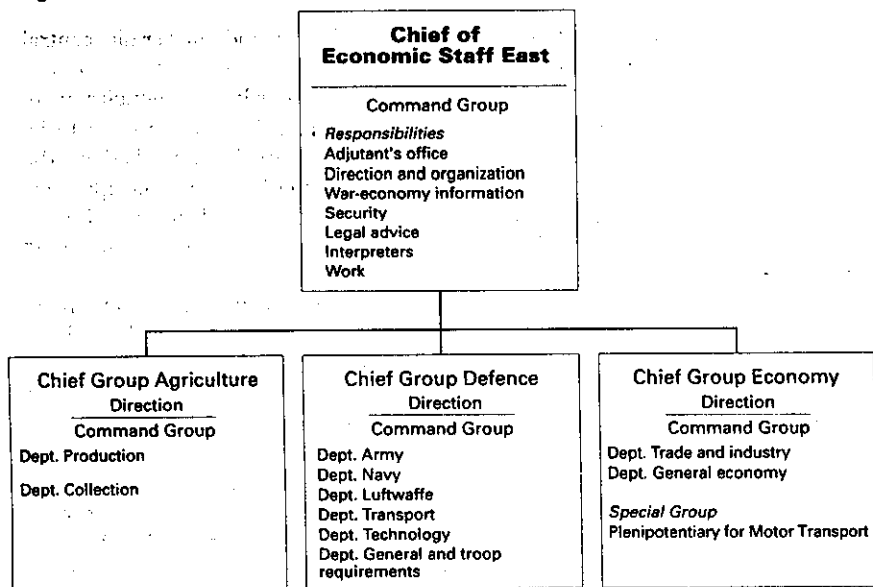 Chief of
Economic Staff East
Command Group
Responsibilities
Adjutant's office
Direction and organization
War-economy information
Security
Legal advice
Interpreters
Work
Chief Group Agriculture
Direction
Command Group
Dept. Production
Dept. Collection
Chief Group Defence
Direction
Command Group
Dept. Army
Dept. Navy
Dept. Luftwaffe
Dept. Transport
Dept. Technology
Dept. General and troop
requirements
Chief Group Economy
Direction
Command Group
Dept. Trade and industry
Dept. General economy
Special Group
Plenipotentiary for Motor Transport